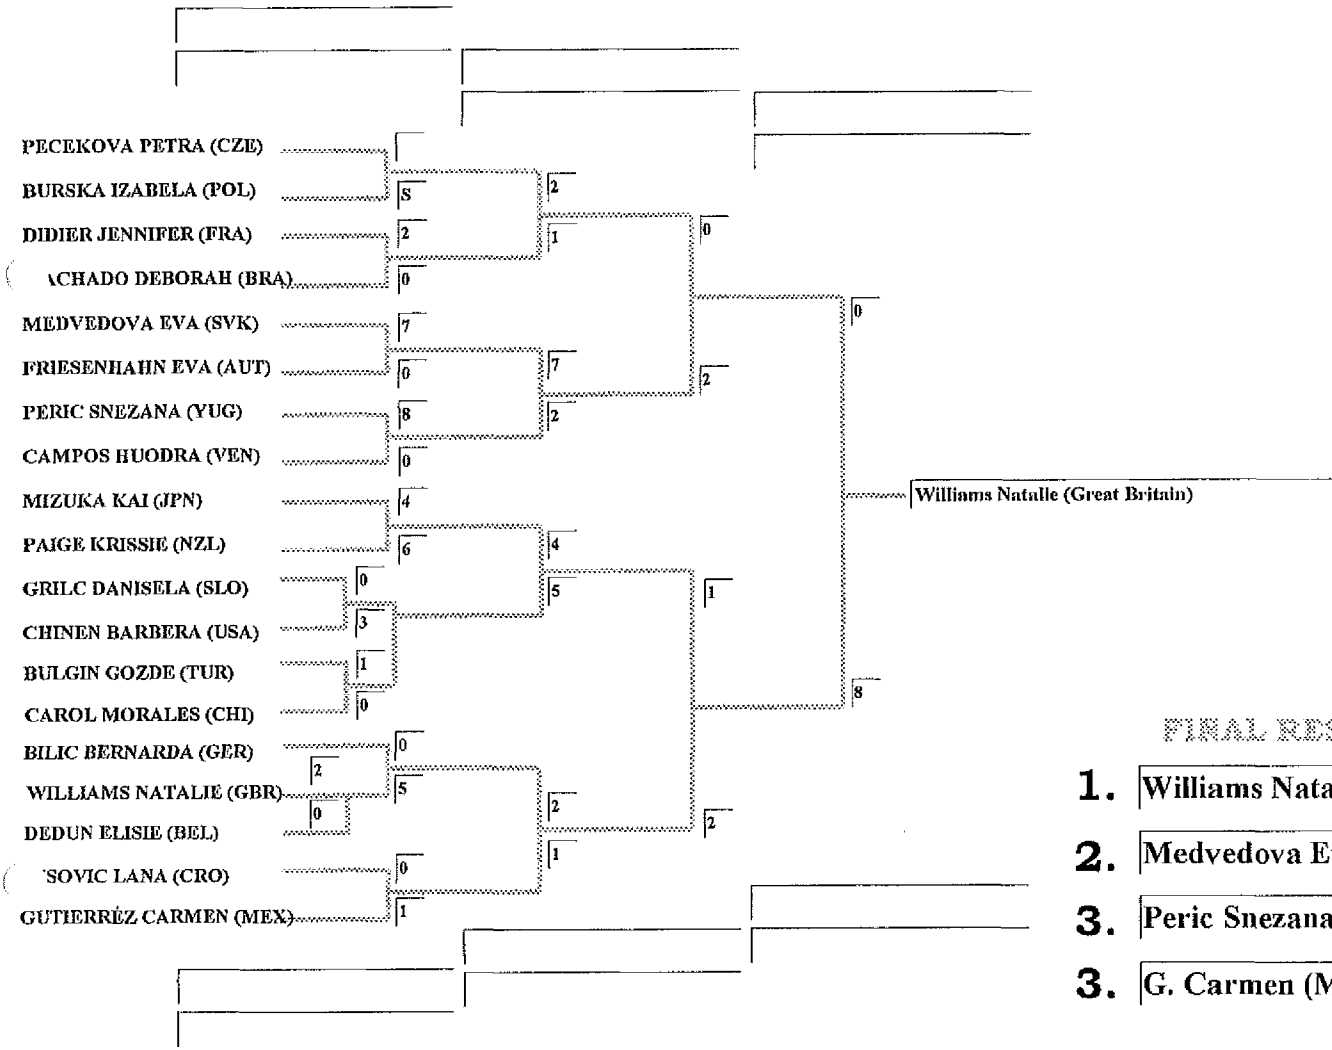 PECEKOVA PETRA (CZE)
BURSKA IZABELA (POL)
S
2
DIDIER JENNIFER (FRA)
2
1
0
ACHADO DEBORAH (BRA)
0
MEDVEDOVA EVA (SVK)
7
0
FRIESENHAHN EVA (AUT)
0
7
2
PERIC SNEZANA (YUG)
8
2
CAMPOS HUODRA (VEN)
0
Williams Natalie (Great Britain)
MIZUKA KAI (JPN)
4
PAIGE KRISSIE (NZL)
6
4
GRILC DANISELA (SLO)
0
5
1
CHINEN BARBERA (USA)
3
BULGIN GOZDE (TUR)
1
8
CAROL MORALES (CHI)
0
BILIC BERNARDA (GER)
0
2
WILLIAMS NATALIE (GBR)
5
2
2
0
DEDUN ELISIE (BEL)
1
SOVIC LANA (CRO)
0
GUTIERRÉZ CARMEN (MEX)
1
FINAL RES
1. Williams Nata
2. Medvedova E
3. Peric Snezana
3. G. Carmen (M